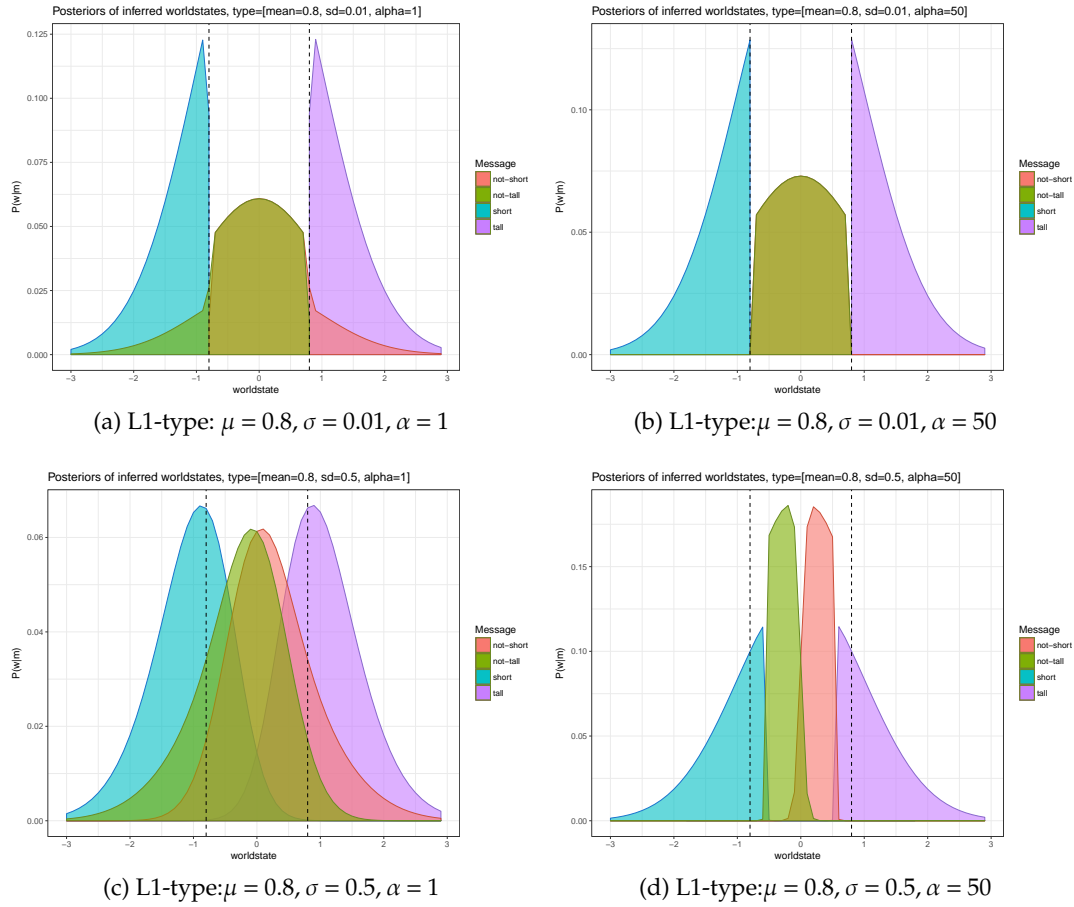 Posteriors of inferred worldstates, type=[mean=0.8, sd=0.01, alpha=1]
0.125
0.100
0.075
0.050
0.025
0.000
P(w|m)
−3 −2 −1 0 1 2 3
worldstate
Message
not−short
not−tall
short
tall
(a) L1-type: μ = 0.8, σ = 0.01, α = 1
Posteriors of inferred worldstates, type=[mean=0.8, sd=0.01, alpha=50]
0.10
0.05
0.00
P(w|m)
−3 −2 −1 0 1 2 3
worldstate
Message
not−short
not−tall
short
tall
(b) L1-type:μ = 0.8, σ = 0.01, α = 50
Posteriors of inferred worldstates, type=[mean=0.8, sd=0.5, alpha=1]
0.06
0.04
0.02
0.00
P(w|m)
−3 −2 −1 0 1 2 3
worldstate
Message
not−short
not−tall
short
tall
(c) L1-type:μ = 0.8, σ = 0.5, α = 1
Posteriors of inferred worldstates, type=[mean=0.8, sd=0.5, alpha=50]
0.15
0.10
0.05
0.00
P(w|m)
−3 −2 −1 0 1 2 3
worldstate
Message
not−short
not−tall
short
tall
(d) L1-type:μ = 0.8, σ = 0.5, α = 50